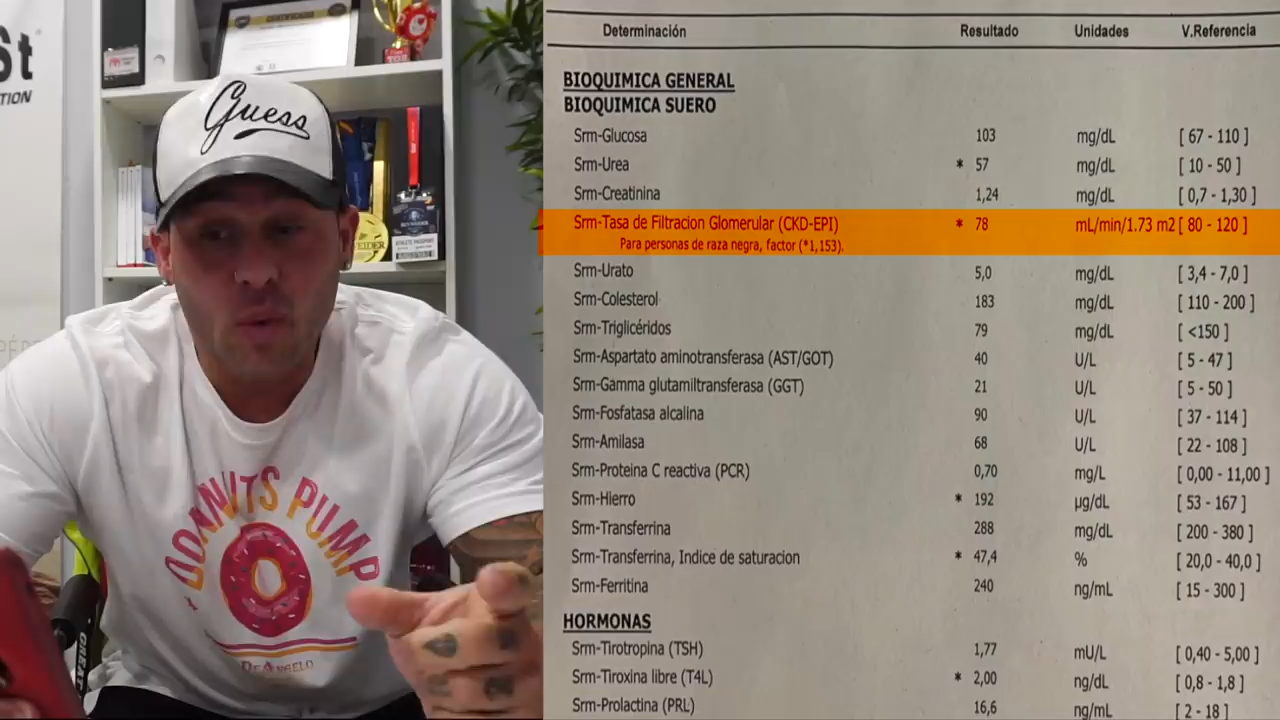 St
TION
PÉR
Guess
EIDER
DONNUTS PUMP
DEANGELO
Determinación Resultado Unidades V.Referencia
BIOQUIMICA GENERAL
BIOQUIMICA SUERO
Srm-Glucosa 103 mg/dL [ 67 - 110 ]
Srm-Urea * 57 mg/dL [ 10 - 50 ]
Srm-Creatinina 1,24 mg/dL [ 0,7 - 1,30 ]
Srm-Tasa de Filtracion Glomerular (CKD-EPI) * 78 mL/min/1.73 m2 [ 80 - 120 ]
Para personas de raza negra, factor (*1,153).
Srm-Urato 5,0 mg/dL [ 3,4 - 7,0 ]
Srm-Colesterol 183 mg/dL [ 110 - 200 ]
Srm-Triglicéridos 79 mg/dL [ <150 ]
Srm-Aspartato aminotransferasa (AST/GOT) 40 U/L [ 5 - 47 ]
Srm-Gamma glutamiltransferasa (GGT) 21 U/L [ 5 - 50 ]
Srm-Fosfatasa alcalina 90 U/L [ 37 - 114 ]
Srm-Amilasa 68 U/L [ 22 - 108 ]
Srm-Proteina C reactiva (PCR) 0,70 mg/L [ 0,00 - 11,00 ]
Srm-Hierro * 192 µg/dL [ 53 - 167 ]
Srm-Transferrina 288 mg/dL [ 200 - 380 ]
Srm-Transferrina, Indice de saturacion * 47,4 % [ 20,0 - 40,0 ]
Srm-Ferritina 240 ng/mL [ 15 - 300 ]
HORMONAS
Srm-Tirotropina (TSH) 1,77 mU/L [ 0,40 - 5,00 ]
Srm-Tiroxina libre (T4L) * 2,00 ng/dL [ 0,8 - 1,8 ]
Srm-Prolactina (PRL) 16,6 ng/mL [ 2 - 18 ]